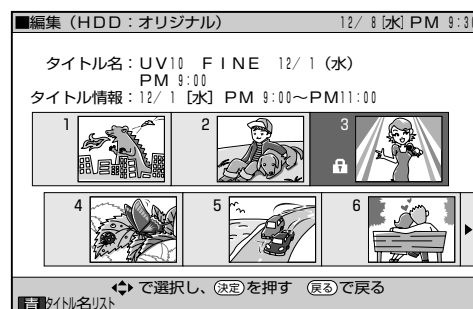 ■編集(HDD:オリジナル) 12/ 8[水]PM 9:30
タイトル名:UV10 FINE 12/ 1(水)
PM 9:00
タイトル情報:12/ 1 [水] PM 9:00〜PM11:00
1 2 3
4 5 6
で選択し、決定を押す 戻るで戻る
青 タイトル名リスト